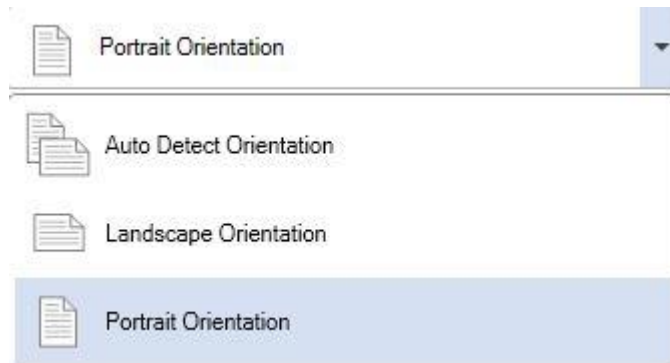 Portrait Orientation
Auto Detect Orientation
Landscape Orientation
Portrait Orientation